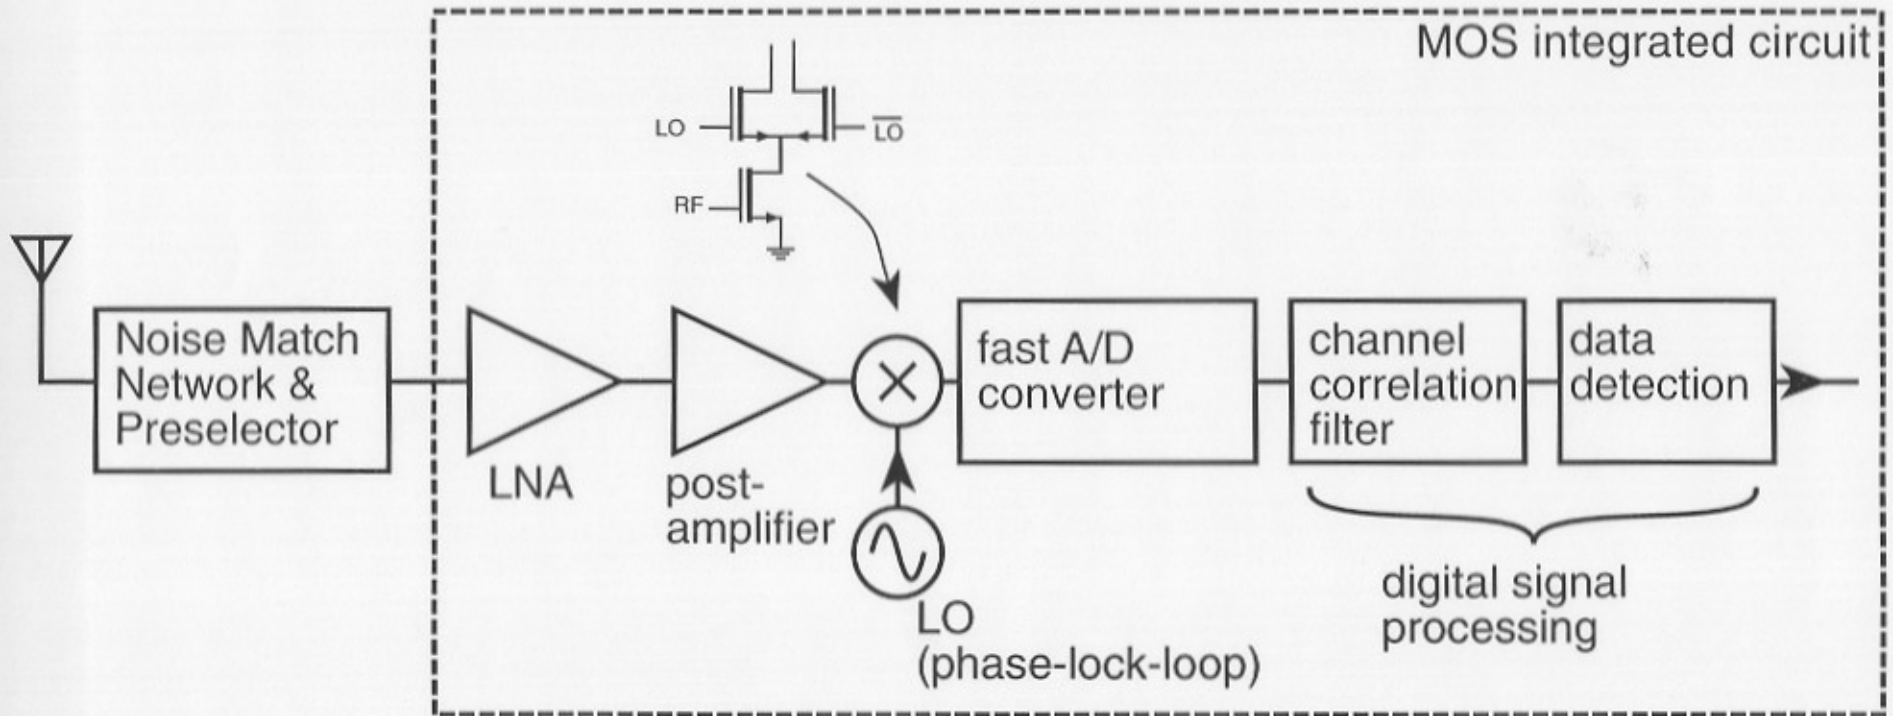 MOS integrated circuit
LO
L̅O̅
RF
Noise Match
Network &
Preselector
LNA
post-
amplifier
LO
(phase-lock-loop)
fast A/D
converter
channel
correlation
filter
data
detection
digital signal
processing